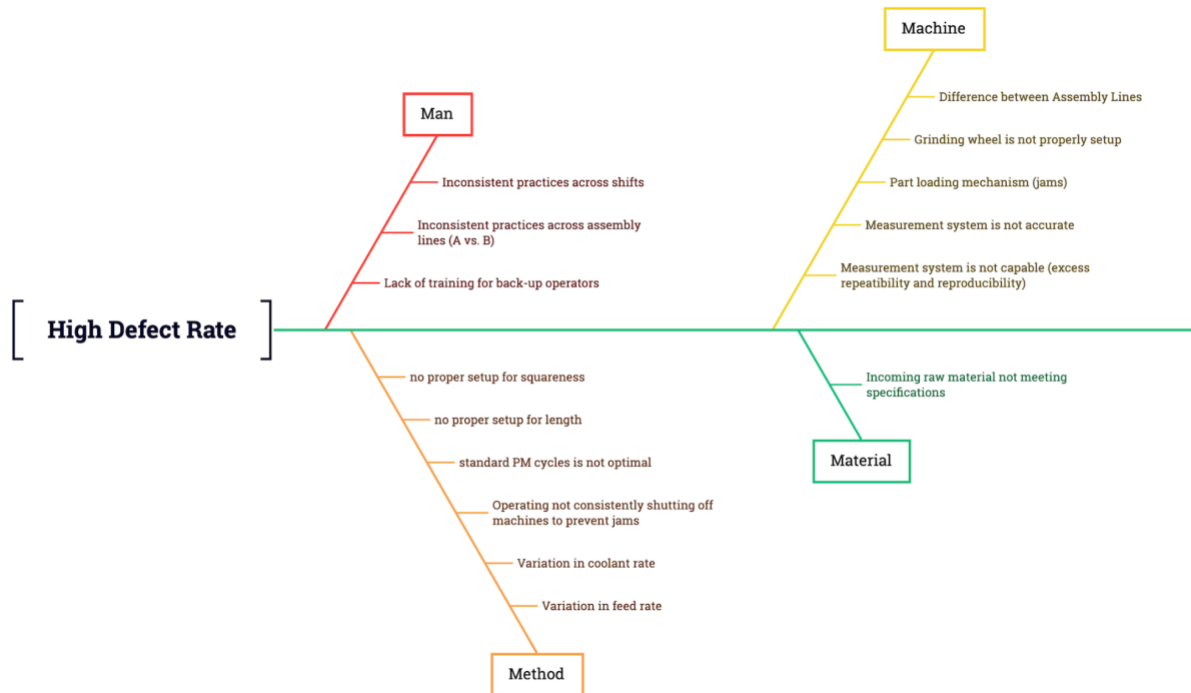 Machine
Difference between Assembly Lines
Grinding wheel is not properly setup
Part loading mechanism (jams)
Measurement system is not accurate
Measurement system is not capable (excess
repeatibility and reproducibility)
Man
Inconsistent practices across shifts
Inconsistent practices across assembly
lines (A vs. B)
Lack of training for back-up operators
High Defect Rate
no proper setup for squareness
no proper setup for length
standard PM cycles is not optimal
Operating not consistently shutting off
machines to prevent jams
Variation in coolant rate
Variation in feed rate
Method
Incoming raw material not meeting
specifications
Material